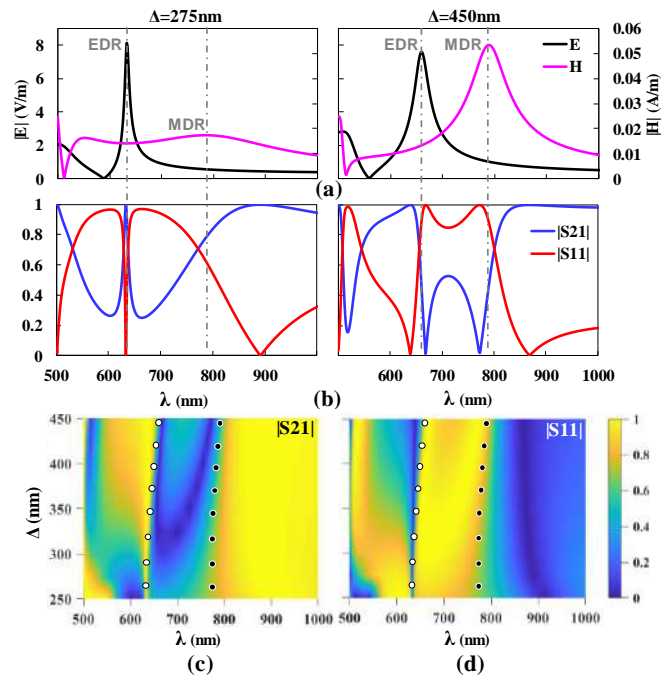 Δ=275nm
Δ=450nm
|E| (V/m)
8
6
4
2
0
EDR
MDR
EDR
MDR
E
H
0.06
0.05
0.04
0.03
0.02
0.01
0
|H| (A/m)
(a)
1
0.8
0.6
0.4
0.2
0
|S21|
|S11|
500 600 700 800 900
500 600 700 800 900 1000
λ (nm)
λ (nm)
(b)
Δ (nm)
450
400
350
300
250
|S21|
|S11|
1
0.8
0.6
0.4
0.2
0
500 600 700 800 900 1000
500 600 700 800 900 1000
λ (nm)
λ (nm)
(c)
(d)